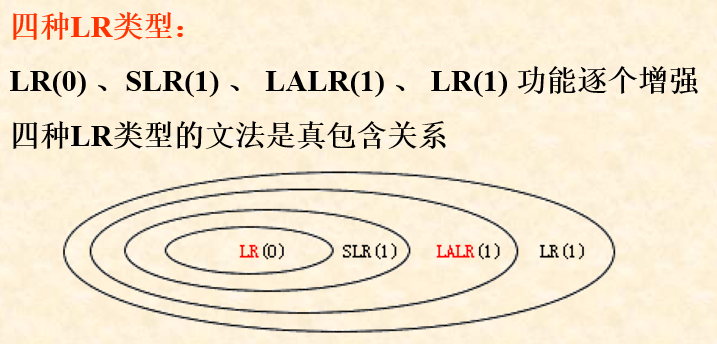 四种LR类型：
LR(0) 、SLR(1) 、 LALR(1) 、 LR(1) 功能逐个增强
四种LR类型的文法是真包含关系
LR(0) SLR(1) LALR(1) LR(1)